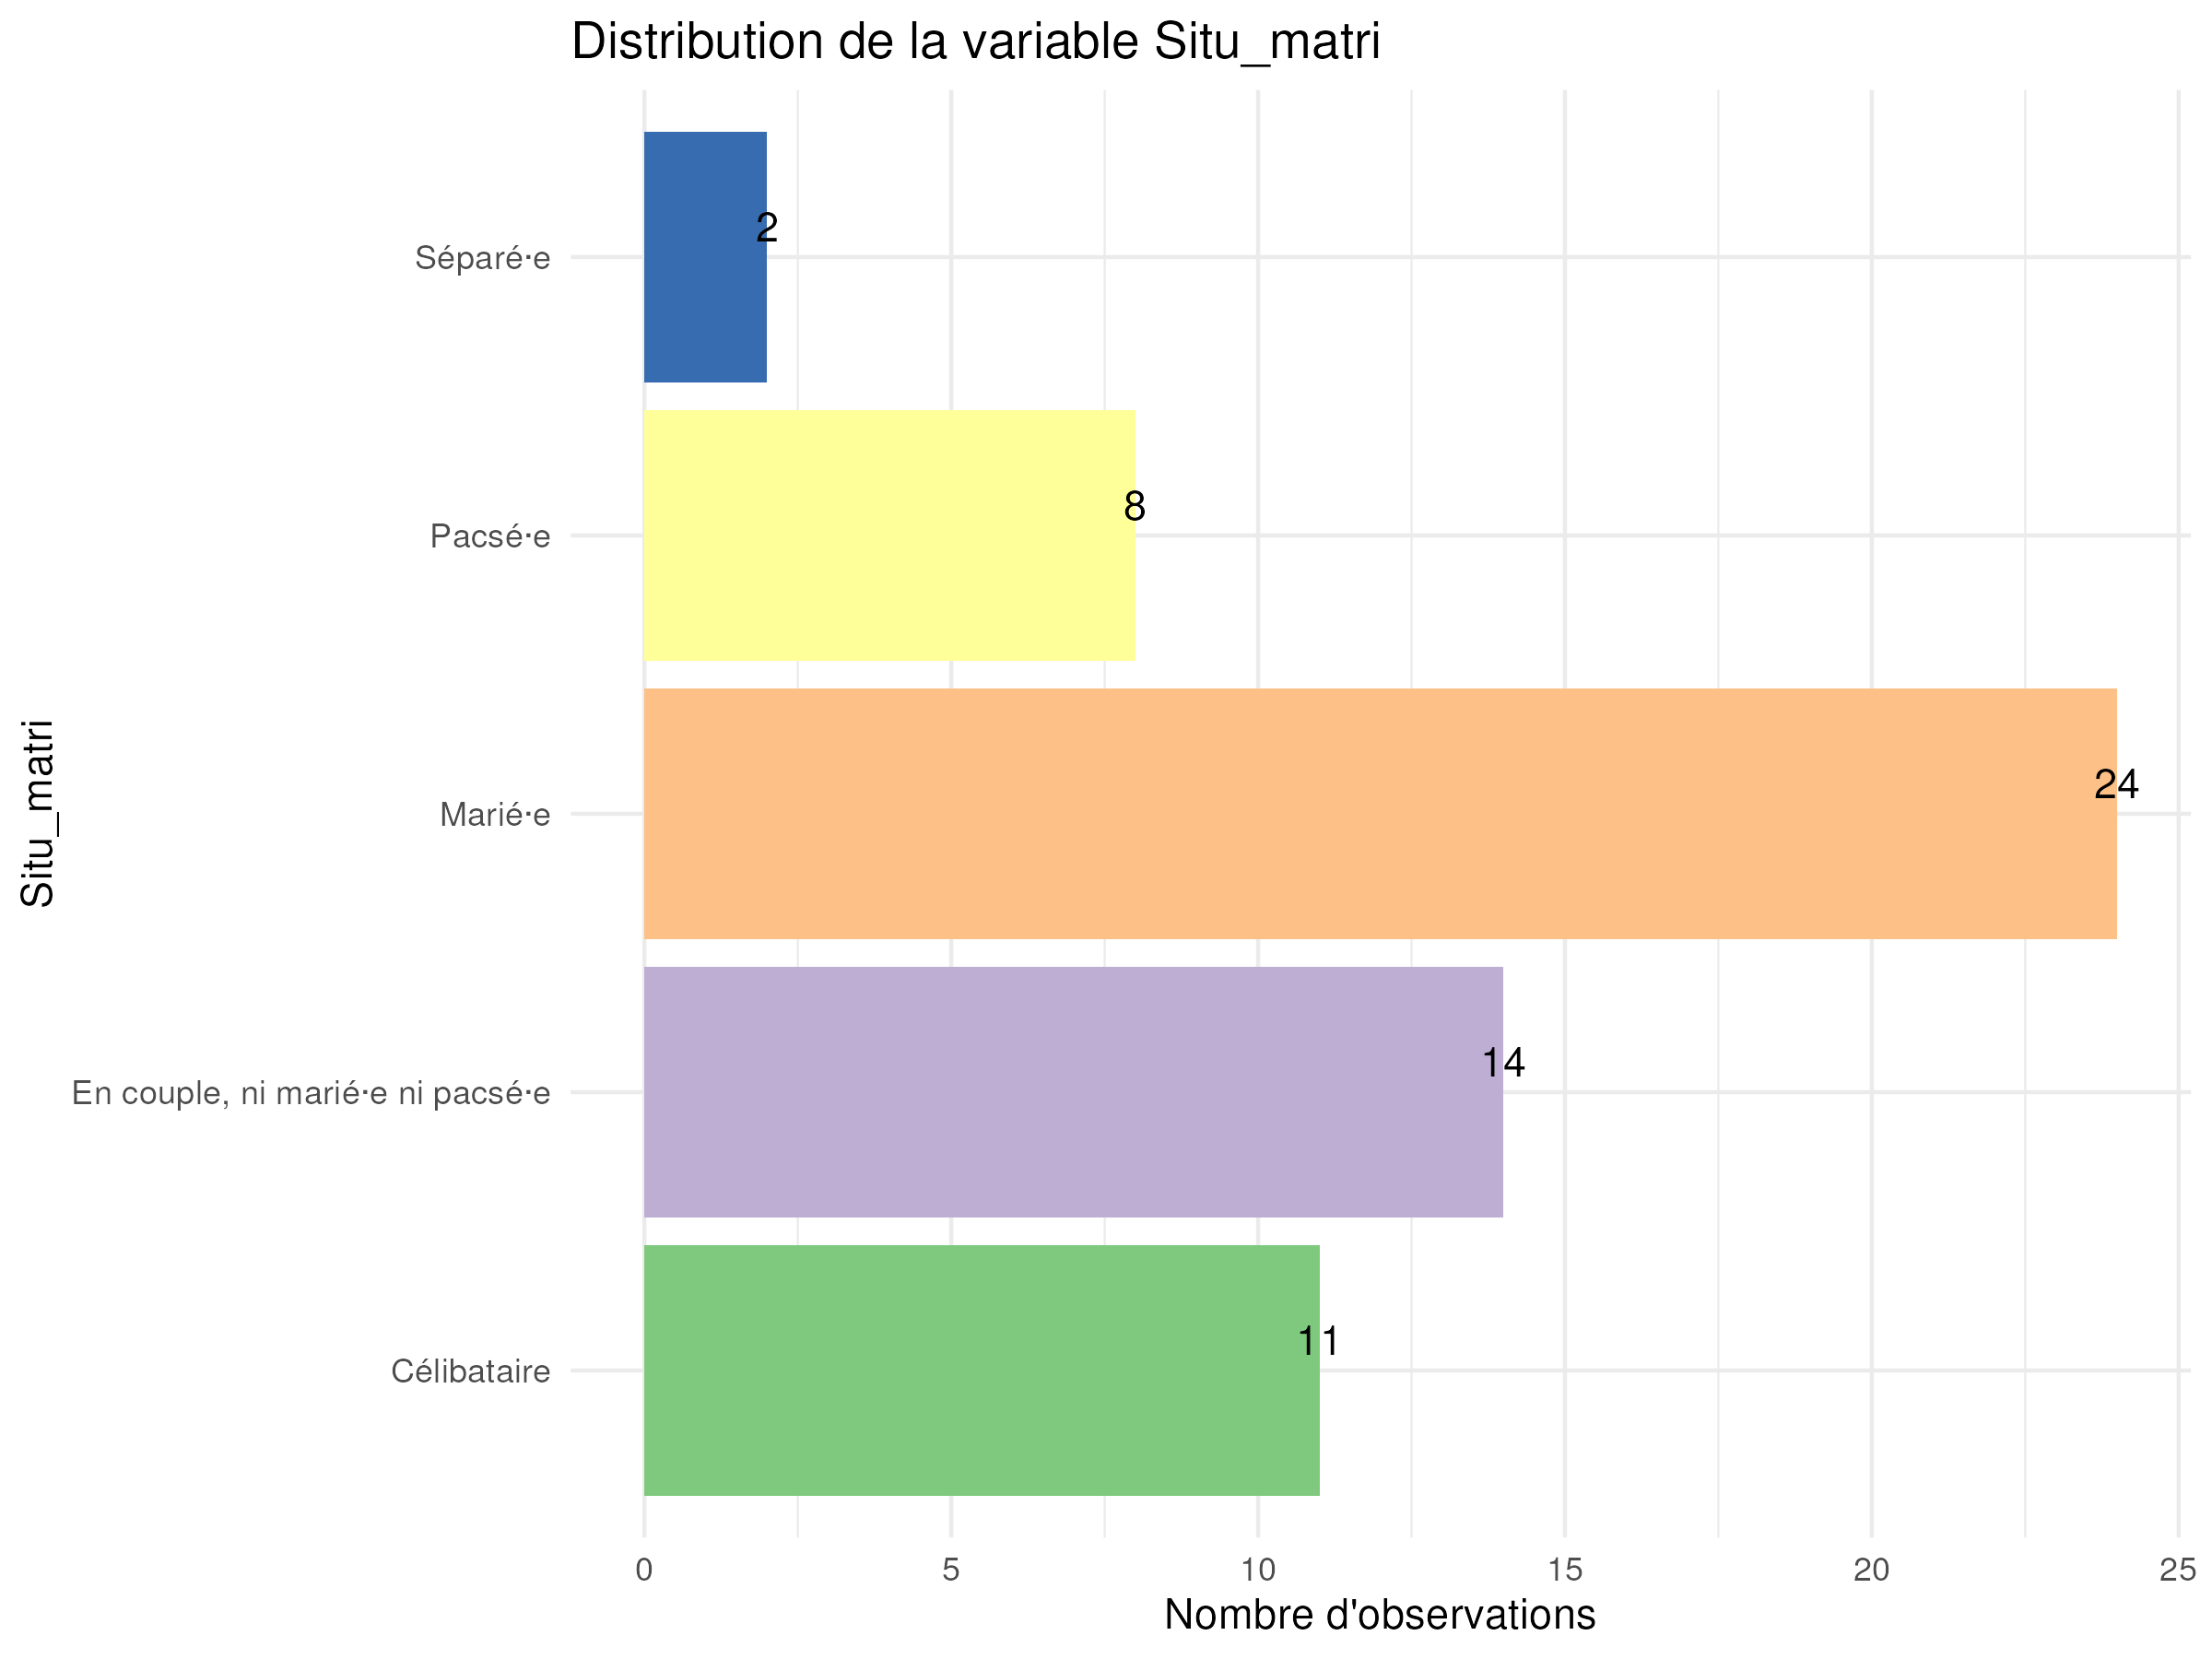 Distribution de la variable Situ_matri
Séparé·e
2
Pacsé·e
8
Marié·e
24
En couple, ni marié·e ni pacsé·e
14
Célibataire
11
Situ_matri
0 5 10 15 20 25
Nombre d'observations